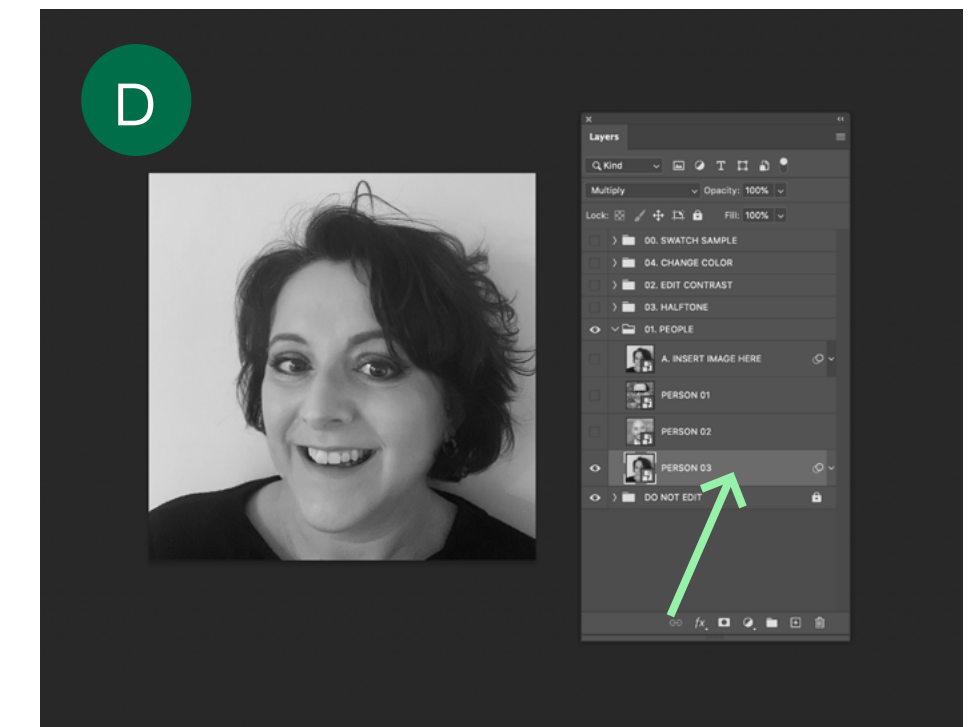 D
Layers
Kind
Multiply Opacity: 100%
Lock: Fill: 100%
00. SWATCH SAMPLE
04. CHANGE COLOR
02. EDIT CONTRAST
03. HALFTONE
01. PEOPLE
A. INSERT IMAGE HERE
PERSON 01
PERSON 02
PERSON 03
DO NOT EDIT
fx